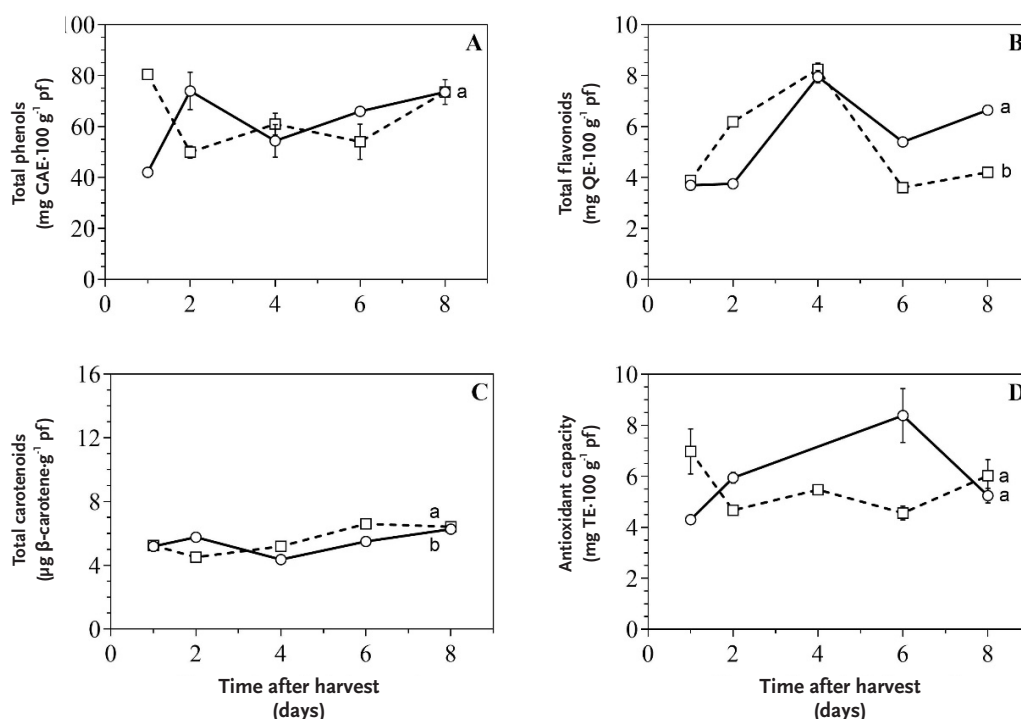 Total phenols
(mg GAE·100 g⁻¹ pf)
100
80
60
40
20
0
A
a
0 2 4 6 8
Total flavonoids
(mg QE·100 g⁻¹ pf)
10
8
6
4
2
0
B
a
b
0 2 4 6 8
Total carotenoids
(µg β-carotene·g⁻¹ pf)
16
12
8
4
0
C
a
b
0 2 4 6 8
Time after harvest
(days)
Antioxidant capacity
(mg TE·100 g⁻¹ pf)
10
8
6
4
2
0
D
a
a
0 2 4 6 8
Time after harvest
(days)